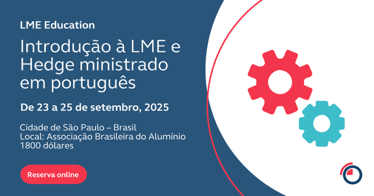 LME Education
Introdução à LME e
Hedge ministrado
em português
De 23 a 25 de setembro, 2025
Cidade de São Paulo – Brasil
Local: Associação Brasileira do Alumínio
1800 dólares
Reserva online